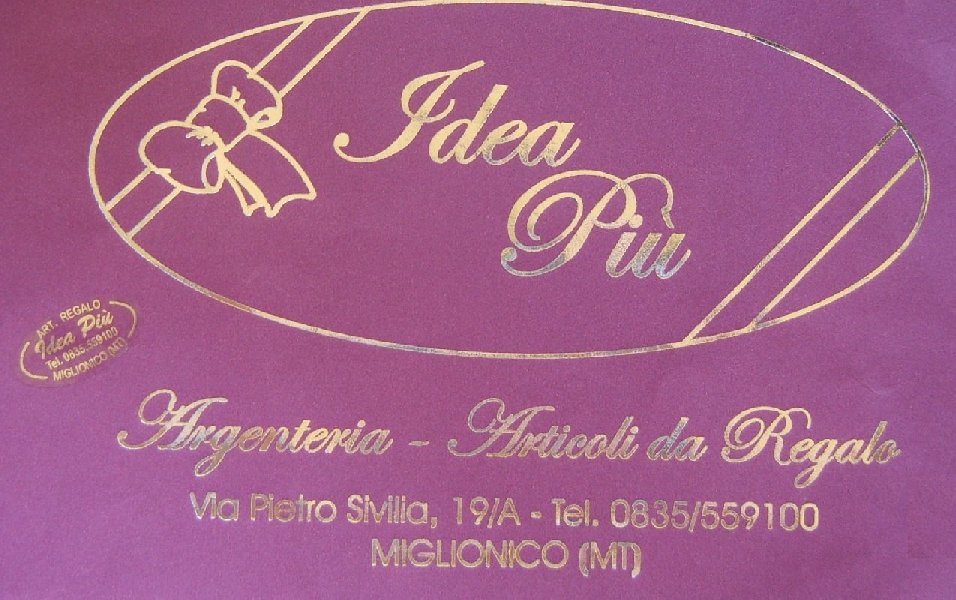 Idea
Più
ART. REGALO
Idea Più
Tel. 0835.559100
MIGLIONICO (MT)
Argenteria - Articoli da Regalo
Via Pietro Sivilia, 19/A - Tel. 0835/559100
MIGLIONICO (MT)